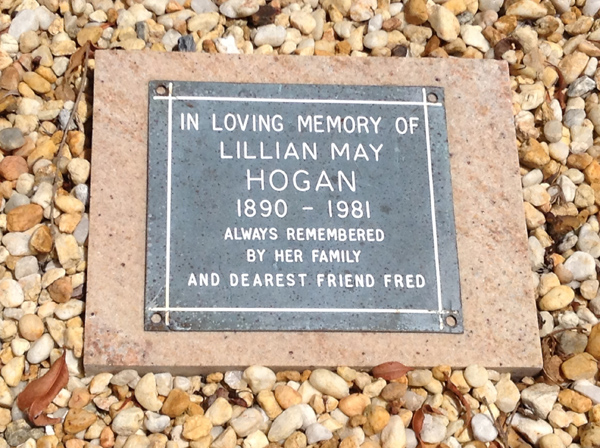 IN LOVING MEMORY OF
LILLIAN MAY
HOGAN
1890 - 1981
ALWAYS REMEMBERED
BY HER FAMILY
AND DEAREST FRIEND FRED